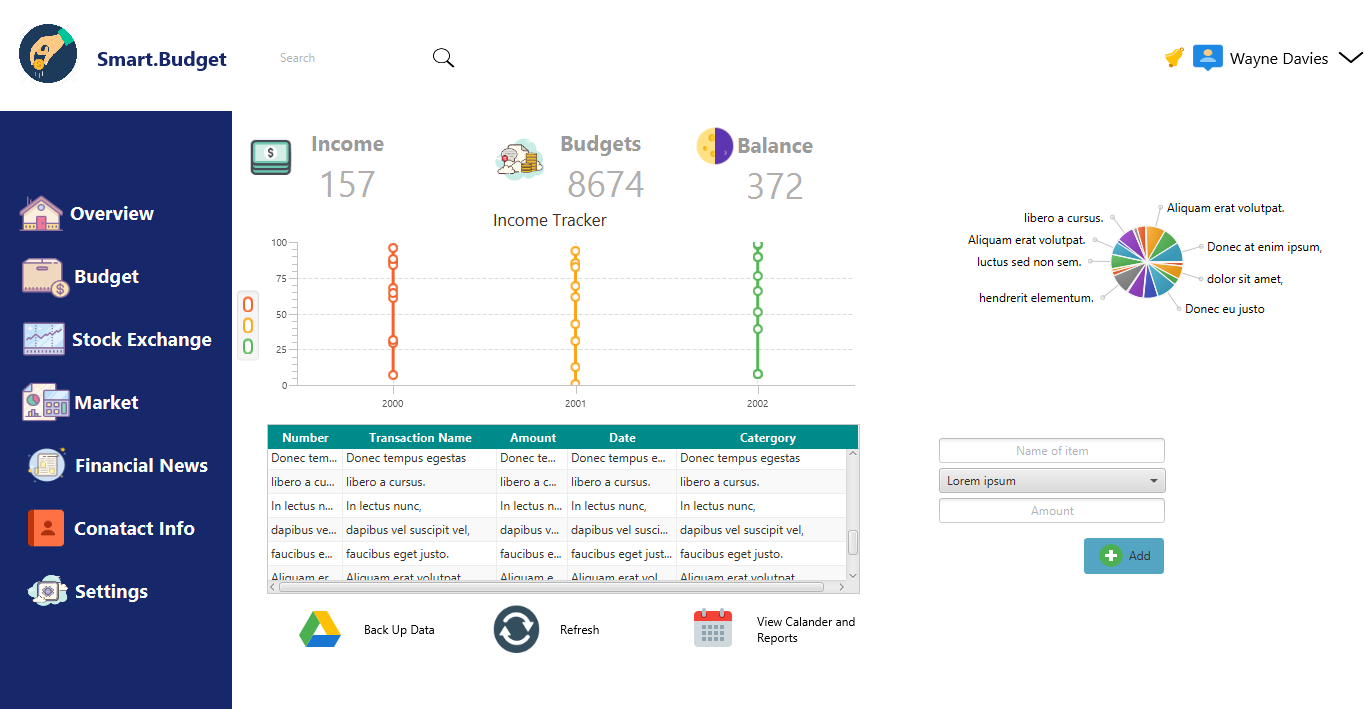 Smart.Budget
Search
Wayne Davies
Overview
Budget
Stock Exchange
Market
Financial News
Conatact Info
Settings
Income
157
Budgets
8674
Balance
372
Income Tracker
100
75
50
25
0
2000
2001
2002
libero a cursus.
Aliquam erat volutpat.
luctus sed non sem.
hendrerit elementum.
Aliquam erat volutpat.
Donec at enim ipsum,
dolor sit amet,
Donec eu justo
Number Transaction Name Amount Date Catergory
Donec tem... Donec tempus egestas Donec te... Donec tempus e... Donec tempus egestas
libero a cu... libero a cursus. libero a c... libero a cursus. libero a cursus.
In lectus n... In lectus nunc, In lectus n... In lectus nunc, In lectus nunc,
dapibus ve... dapibus vel suscipit vel, dapibus v... dapibus vel susci... dapibus vel suscipit vel,
faucibus e... faucibus eget justo. faucibus e... faucibus eget just... faucibus eget justo.
Aliquam er... Aliquam erat volutpat. Aliquam e... Aliquam erat vol... Aliquam erat volutpat.
Name of item
Lorem ipsum
Amount
Add
Back Up Data
Refresh
View Calander and
Reports